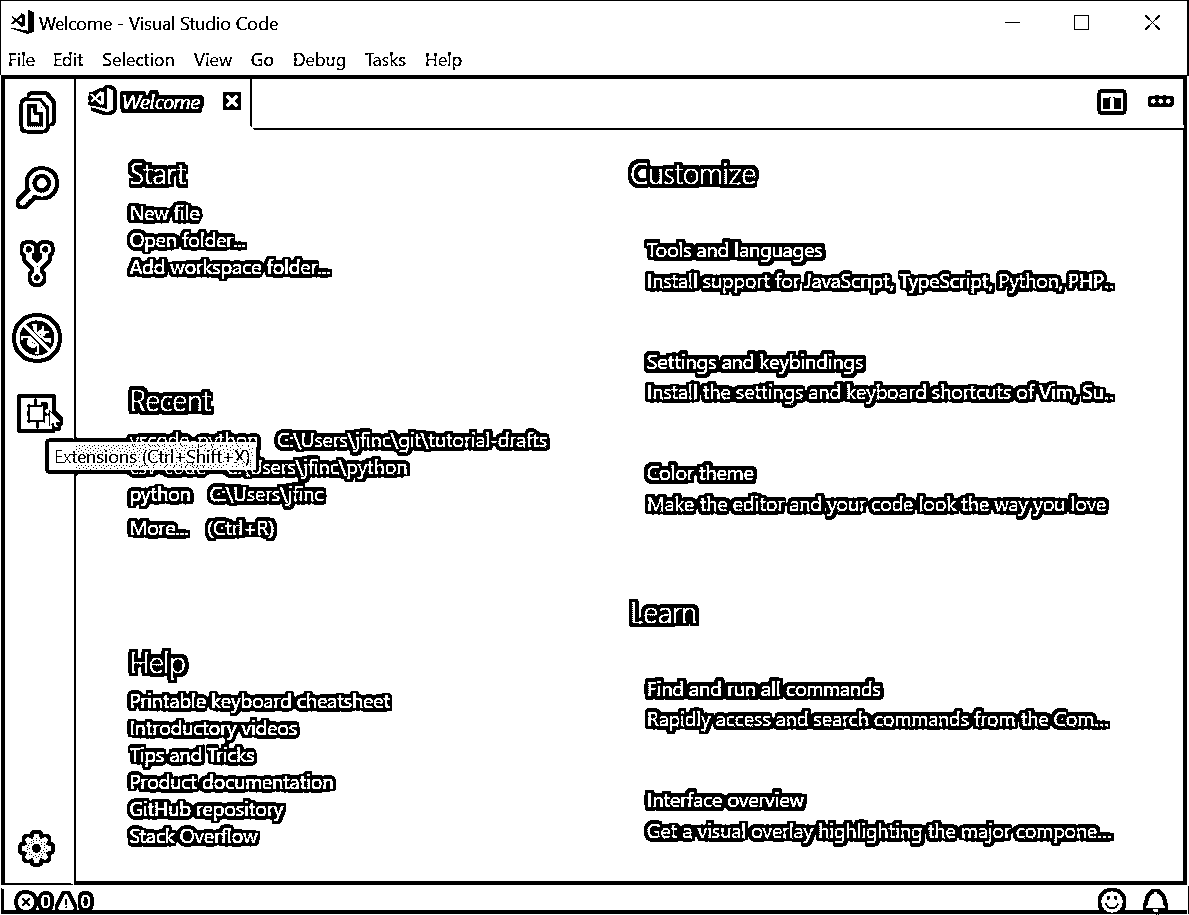 Welcome - Visual Studio Code
File Edit Selection View Go Debug Tasks Help
Welcome
Start
New file
Open folder...
Add workspace folder...
Recent
vscode-python C:\Users\jfinc\git\tutorial-drafts
Extensions (Ctrl+Shift+X)
\Users\jfinc\python
python C:\Users\jfinc
More... (Ctrl+R)
Help
Printable keyboard cheatsheet
Introductory videos
Tips and Tricks
Product documentation
GitHub repository
Stack Overflow
Customize
Tools and languages
Install support for JavaScript, TypeScript, Python, PHP...
Settings and keybindings
Install the settings and keyboard shortcuts of Vim, Su...
Color theme
Make the editor and your code look the way you love
Learn
Find and run all commands
Rapidly access and search commands from the Com...
Interface overview
Get a visual overlay highlighting the major compone...
0 0